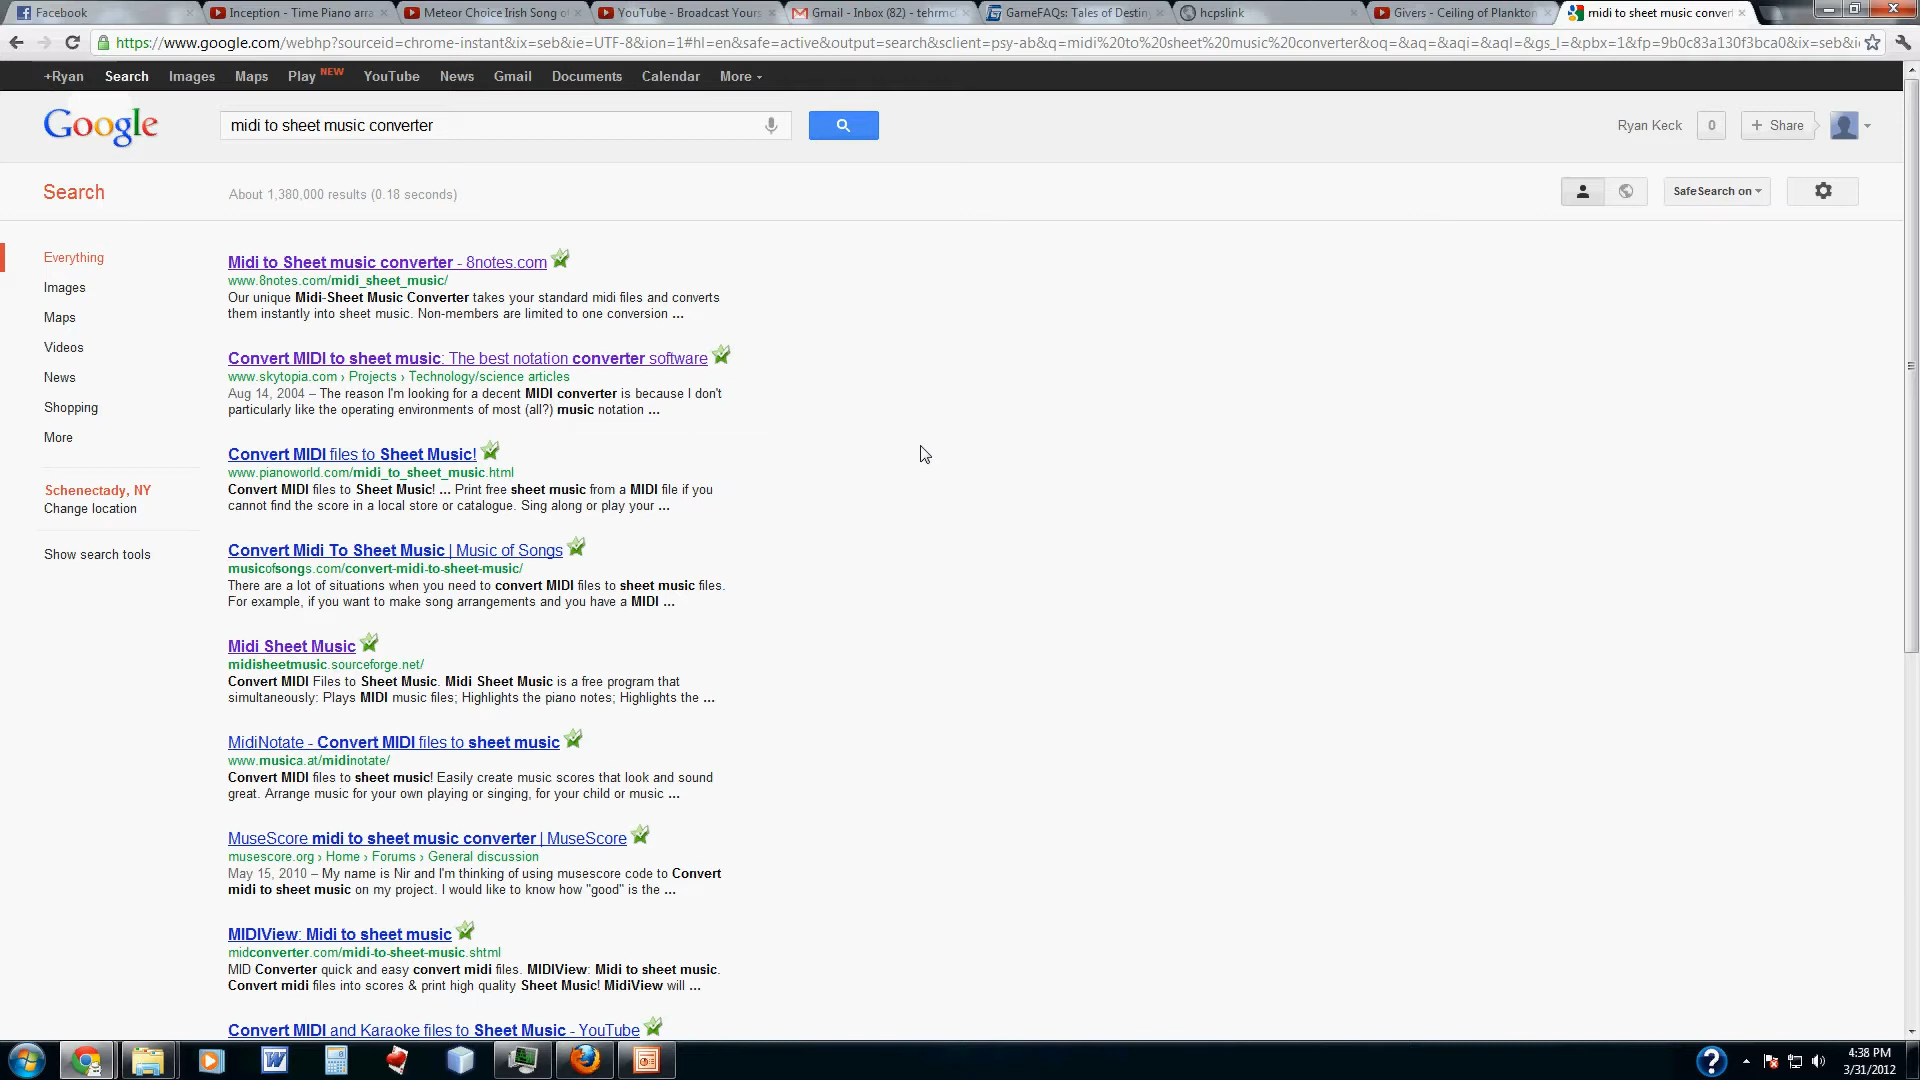 Facebook
Inception - Time Piano arra
Meteor Choice Irish Song o
YouTube - Broadcast Yours
Gmail - Inbox (82) - tehrmc
GameFAQs: Tales of Destin
hcpslink
Givers - Ceiling of Plankton
midi to sheet music conver
https://www.google.com/webhp?sourceid=chrome-instant&ix=seb&ie=UTF-8&ion=1#hl=en&safe=active&output=search&sclient=psy-ab&q=midi%20to%20sheet%20music%20converter&oq=&aq=&aqi=&aql=&gs_l=&pbx=1&fp=9b0c83a130f3bca0&ix=seb&i
+Ryan Search Images Maps Play NEW YouTube News Gmail Documents Calendar More
Google
midi to sheet music converter
Ryan Keck
0
+ Share
Search
About 1,380,000 results (0.18 seconds)
SafeSearch on
Everything
Images
Maps
Videos
News
Shopping
More
Schenectady, NY
Change location
Show search tools
Midi to Sheet music converter - 8notes.com
www.8notes.com/midi_sheet_music/
Our unique Midi-Sheet Music Converter takes your standard midi files and converts
them instantly into sheet music. Non-members are limited to one conversion ...
Convert MIDI to sheet music: The best notation converter software
www.skytopia.com › Projects › Technology/science articles
Aug 14, 2004 – The reason I'm looking for a decent MIDI converter is because I don't
particularly like the operating environments of most (all?) music notation ...
Convert MIDI files to Sheet Music!
www.pianoworld.com/midi_to_sheet_music.html
Convert MIDI files to Sheet Music! ... Print free sheet music from a MIDI file if you
cannot find the score in a local store or catalogue. Sing along or play your ...
Convert Midi To Sheet Music | Music of Songs
musicofsongs.com/convert-midi-to-sheet-music/
There are a lot of situations when you need to convert MIDI files to sheet music files.
For example, if you want to make song arrangements and you have a MIDI ...
Midi Sheet Music
midisheetmusic.sourceforge.net/
Convert MIDI Files to Sheet Music. Midi Sheet Music is a free program that
simultaneously: Plays MIDI music files; Highlights the piano notes; Highlights the ...
MidiNotate - Convert MIDI files to sheet music
www.musica.at/midinotate/
Convert MIDI files to sheet music! Easily create music scores that look and sound
great. Arrange music for your own playing or singing, for your child or music ...
MuseScore midi to sheet music converter | MuseScore
musescore.org › Home › Forums › General discussion
May 15, 2010 – My name is Nir and I'm thinking of using musescore code to Convert
midi to sheet music on my project. I would like to know how "good" is the ...
MIDIView: Midi to sheet music
midconverter.com/midi-to-sheet-music.shtml
MID Converter quick and easy convert midi files. MIDIView: Midi to sheet music.
Convert midi files into scores & print high quality Sheet Music! MidiView will ...
Convert MIDI and Karaoke files to Sheet Music - YouTube
4:38 PM
3/31/2012